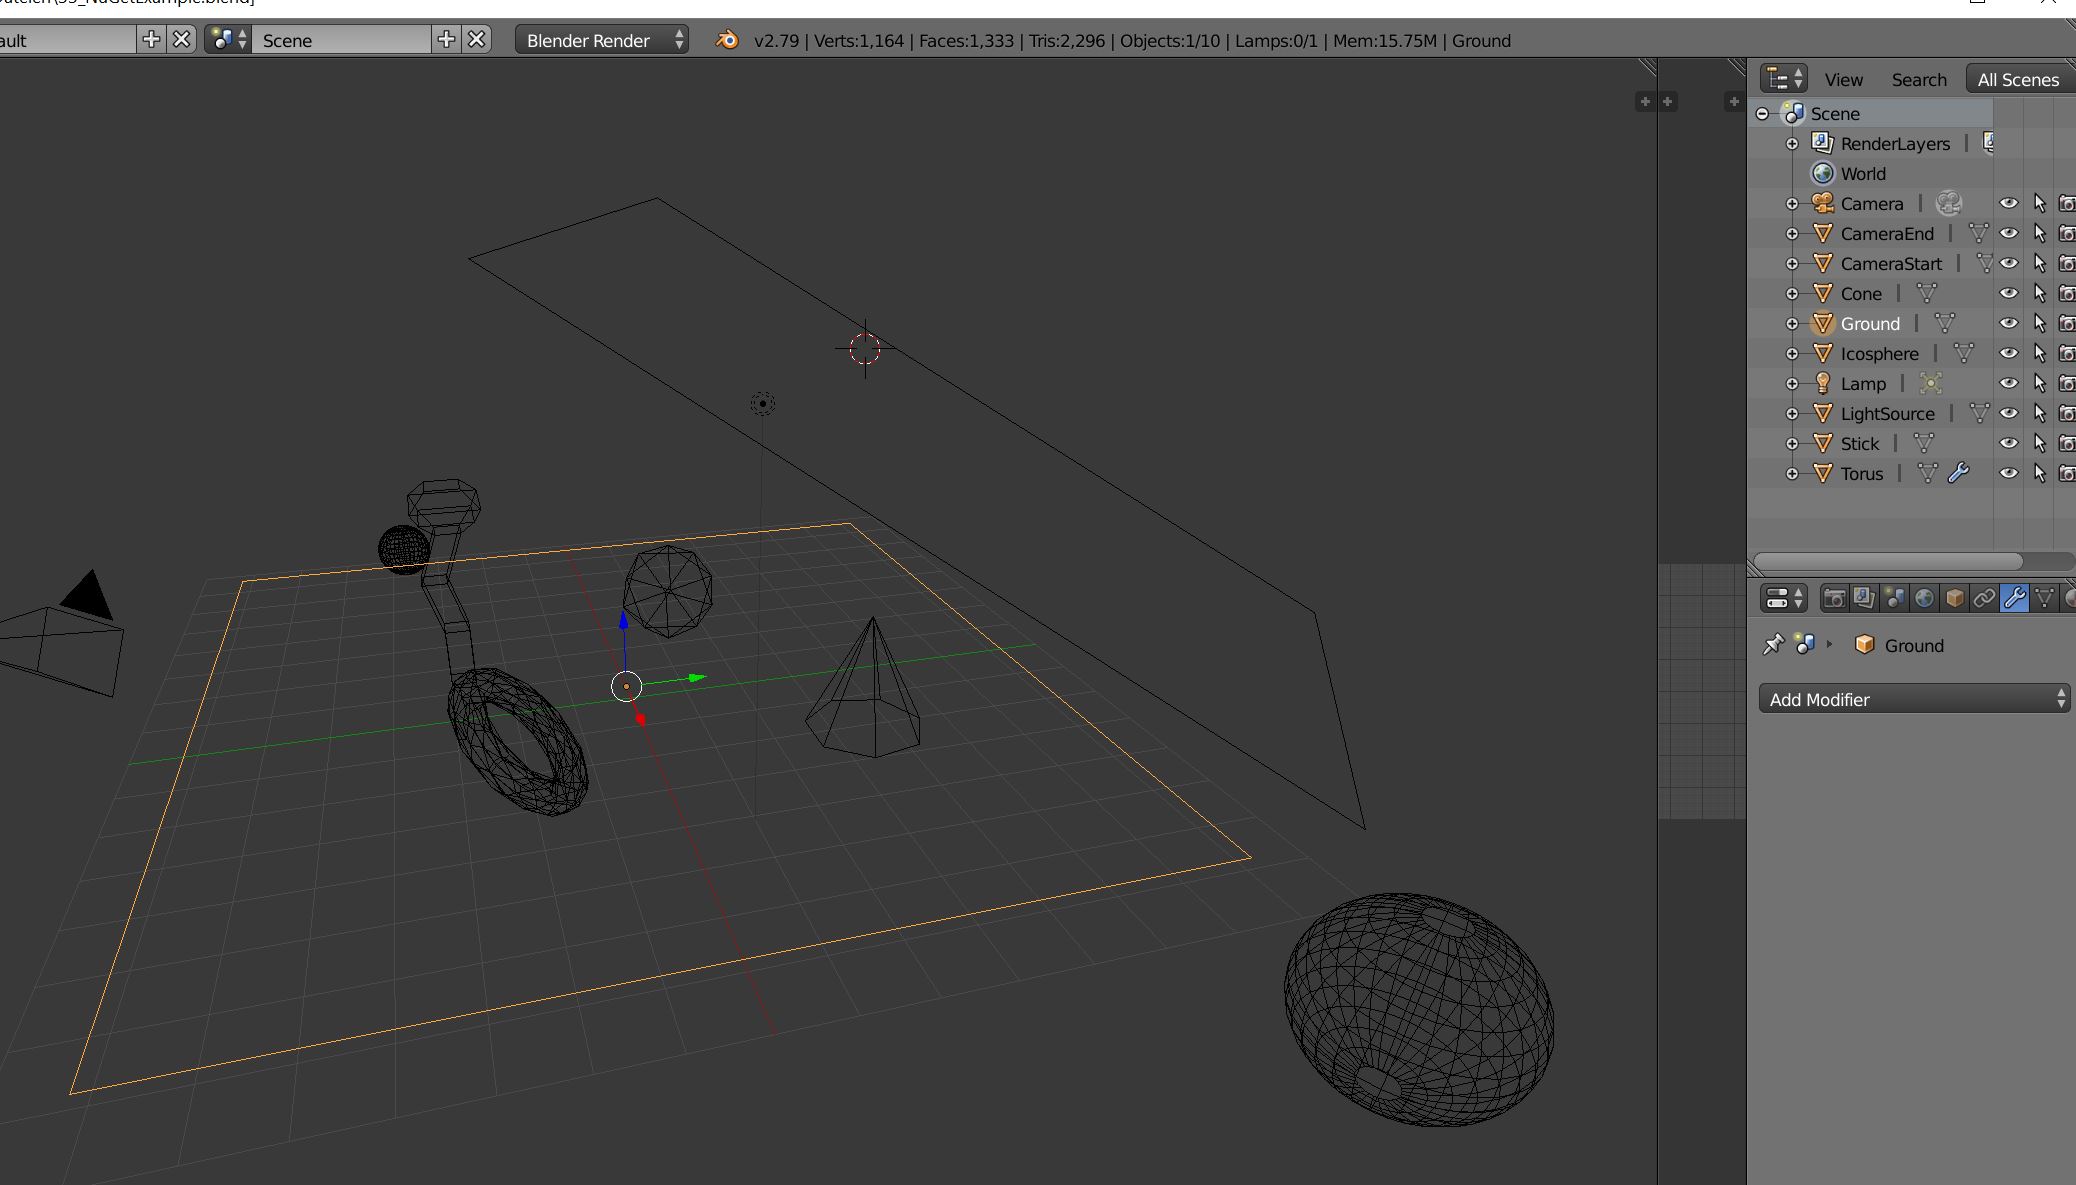 ault
Scene
Blender Render
v2.79 | Verts:1,164 | Faces:1,333 | Tris:2,296 | Objects:1/10 | Lamps:0/1 | Mem:15.75M | Ground
View Search All Scenes
Scene
RenderLayers
World
Camera
CameraEnd
CameraStart
Cone
Ground
Icosphere
Lamp
LightSource
Stick
Torus
Ground
Add Modifier